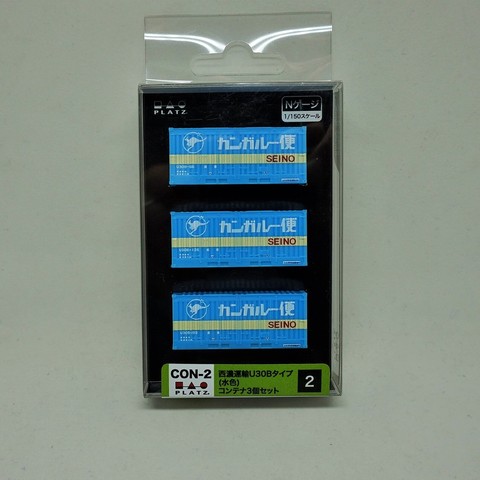 PLATZ
Nゲージ
1/150スケール
カンガルー便
SEINO
カンガルー便
SEINO
カンガルー便
SEINO
CON-2
PLATZ
西濃運輸U30Bタイプ
(水色)
コンテナ3個セット
2